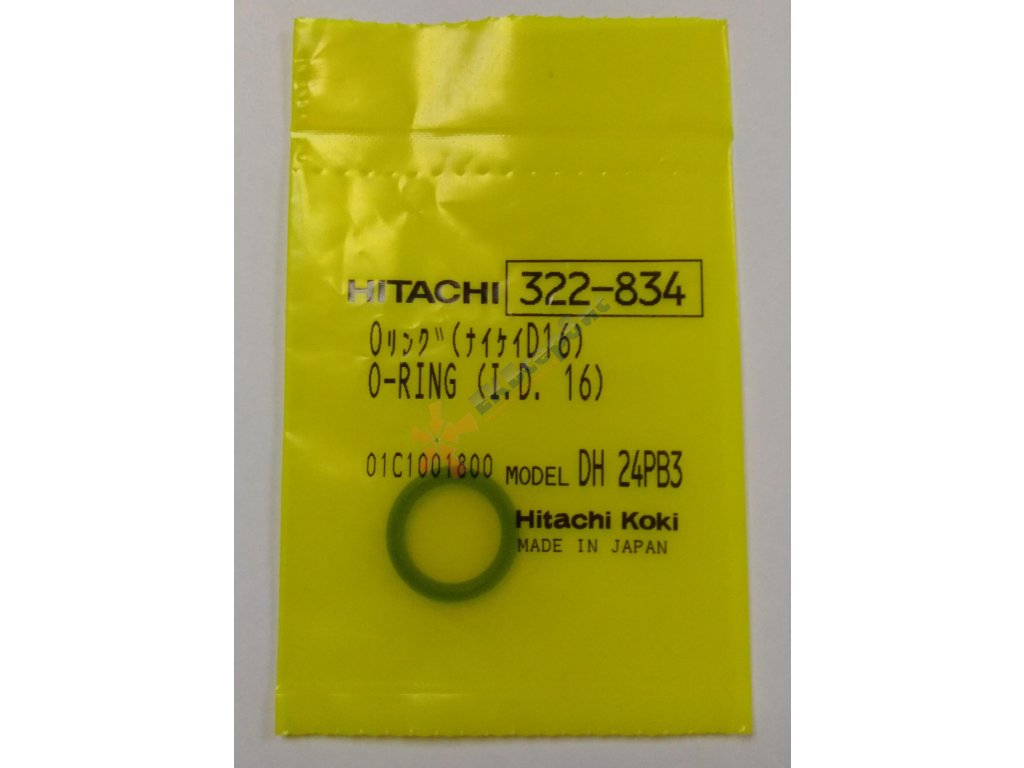 HITACHI 322-834
Oリング(ナイケイD16)
O-RING (I.D. 16)
01C1001800 MODEL DH 24PB3
Hitachi Koki
MADE IN JAPAN